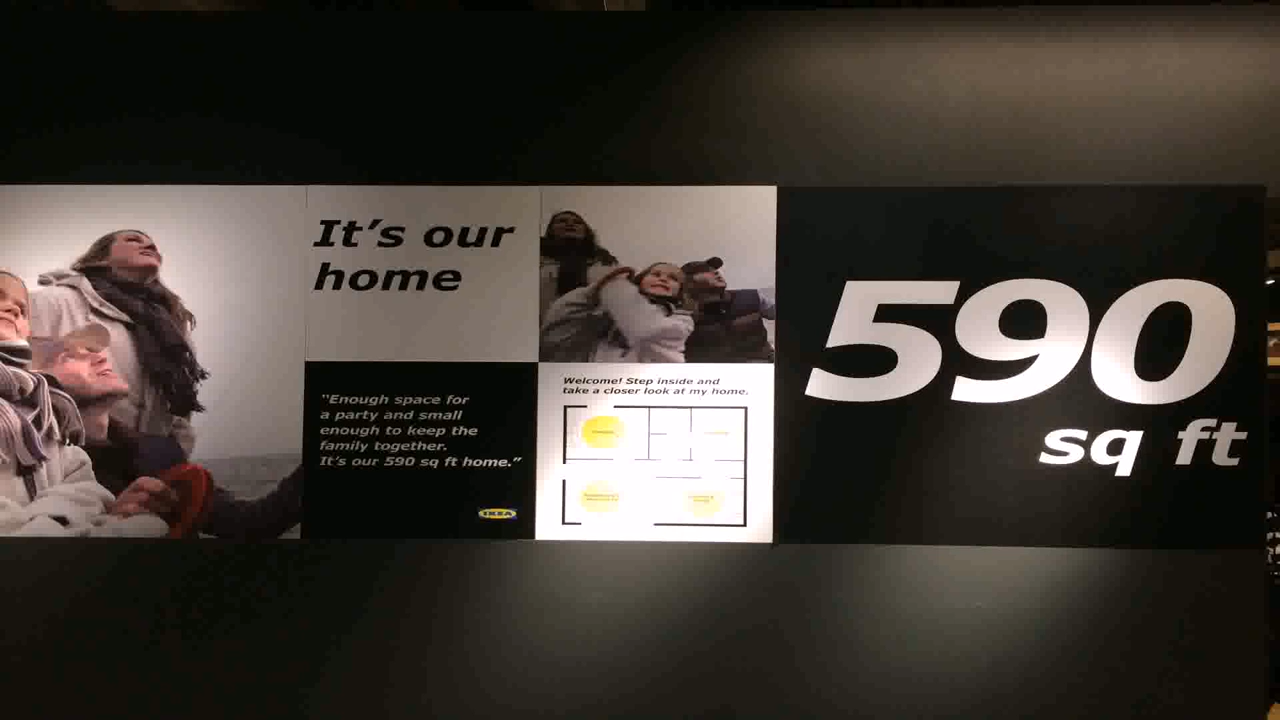 It's our
home
"Enough space for
a party and small
enough to keep the
family together.
It's our 590 sq ft home."
IKEA
Welcome! Step inside and
take a closer look at my home.
590
sq ft